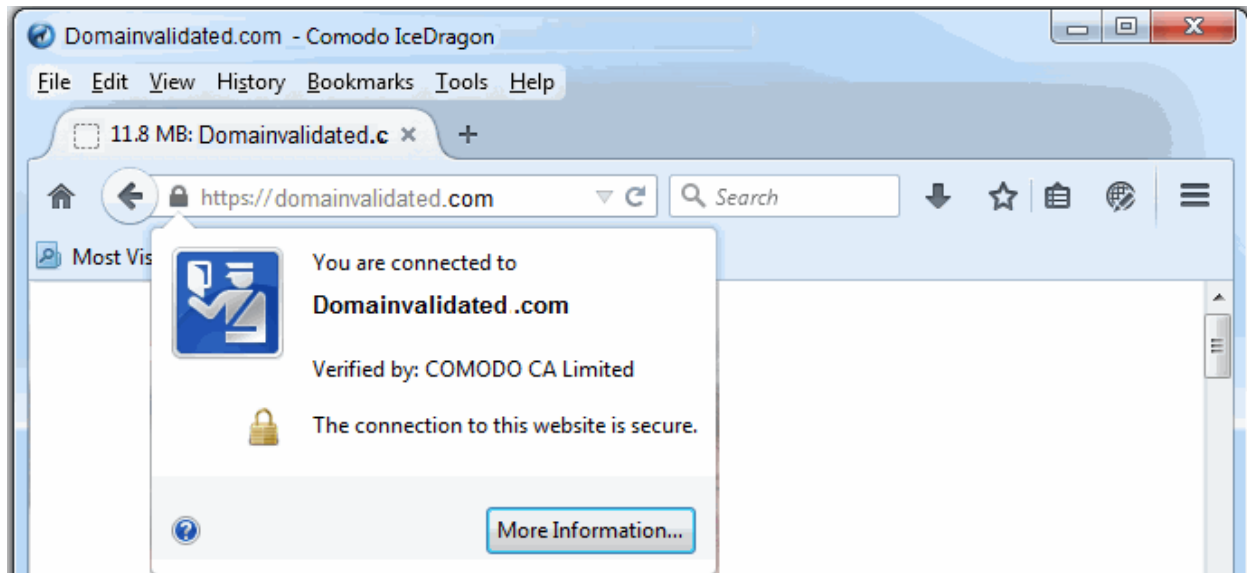 Domainvalidated.com - Comodo IceDragon
File Edit View History Bookmarks Tools Help
11.8 MB: Domainvalidated.c
https://domainvalidated.com
Search
Most Vis
You are connected to
Domainvalidated .com
Verified by: COMODO CA Limited
The connection to this website is secure.
More Information...